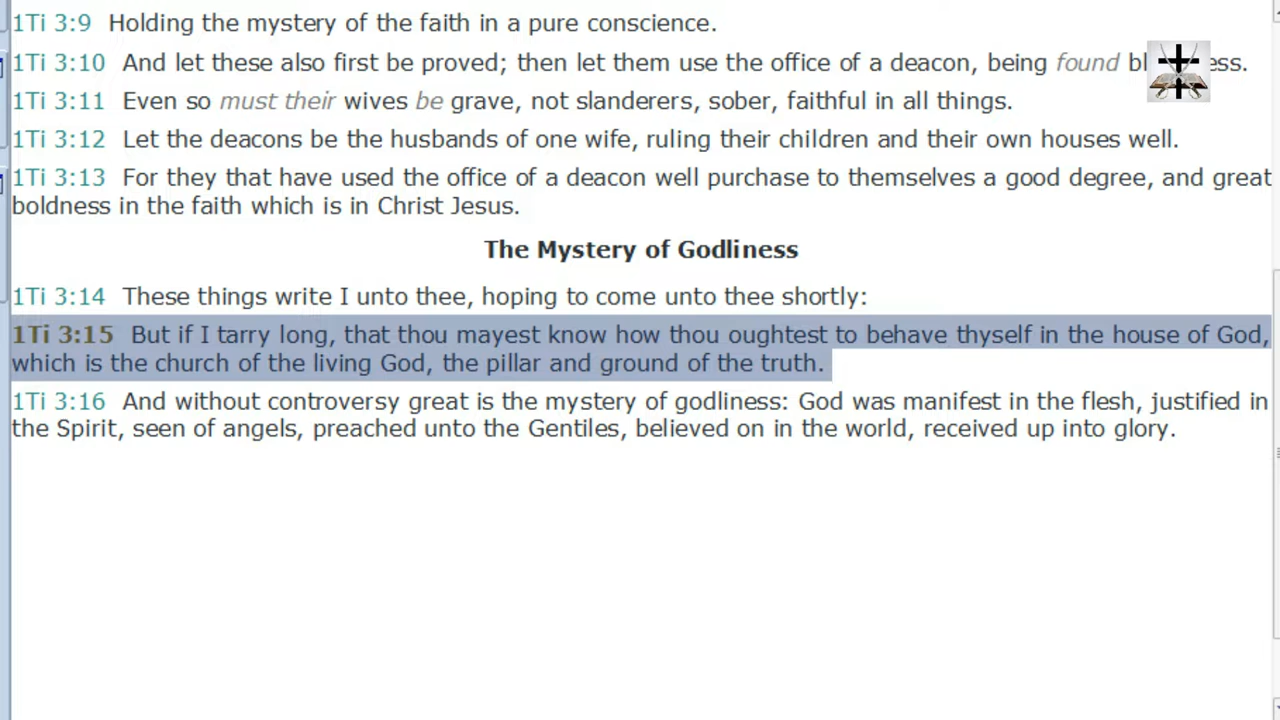 1Ti 3:9 Holding the mystery of the faith in a pure conscience.
1Ti 3:10 And let these also first be proved; then let them use the office of a deacon, being found
1Ti 3:11 Even so must their wives be grave, not slanderers, sober, faithful in all things.
1Ti 3:12 Let the deacons be the husbands of one wife, ruling their children and their own houses well.
1Ti 3:13 For they that have used the office of a deacon well purchase to themselves a good degree, and great
boldness in the faith which is in Christ Jesus.
The Mystery of Godliness
1Ti 3:14 These things write I unto thee, hoping to come unto thee shortly:
1Ti 3:15 But if I tarry long, that thou mayest know how thou oughtest to behave thyself in the house of God,
which is the church of the living God, the pillar and ground of the truth.
1Ti 3:16 And without controversy great is the mystery of godliness: God was manifest in the flesh, justified in
the Spirit, seen of angels, preached unto the Gentiles, believed on in the world, received up into glory.